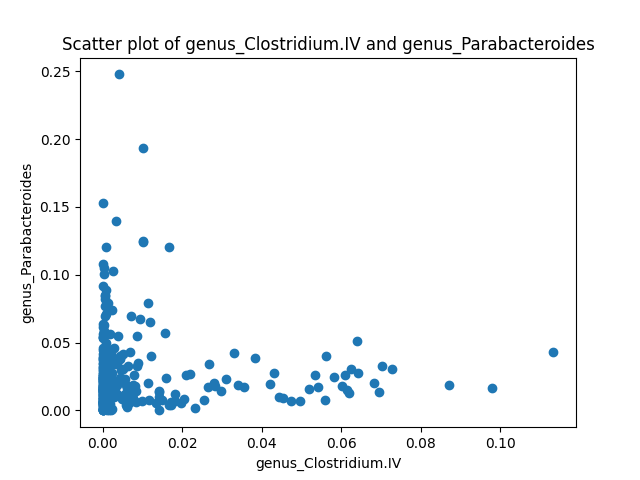 Scatter plot of genus_Clostridium.IV and genus_Parabacteroides
0.25
0.20
0.15
0.10
0.05
0.00
genus_Parabacteroides
0.00 0.02 0.04 0.06 0.08 0.10
genus_Clostridium.IV